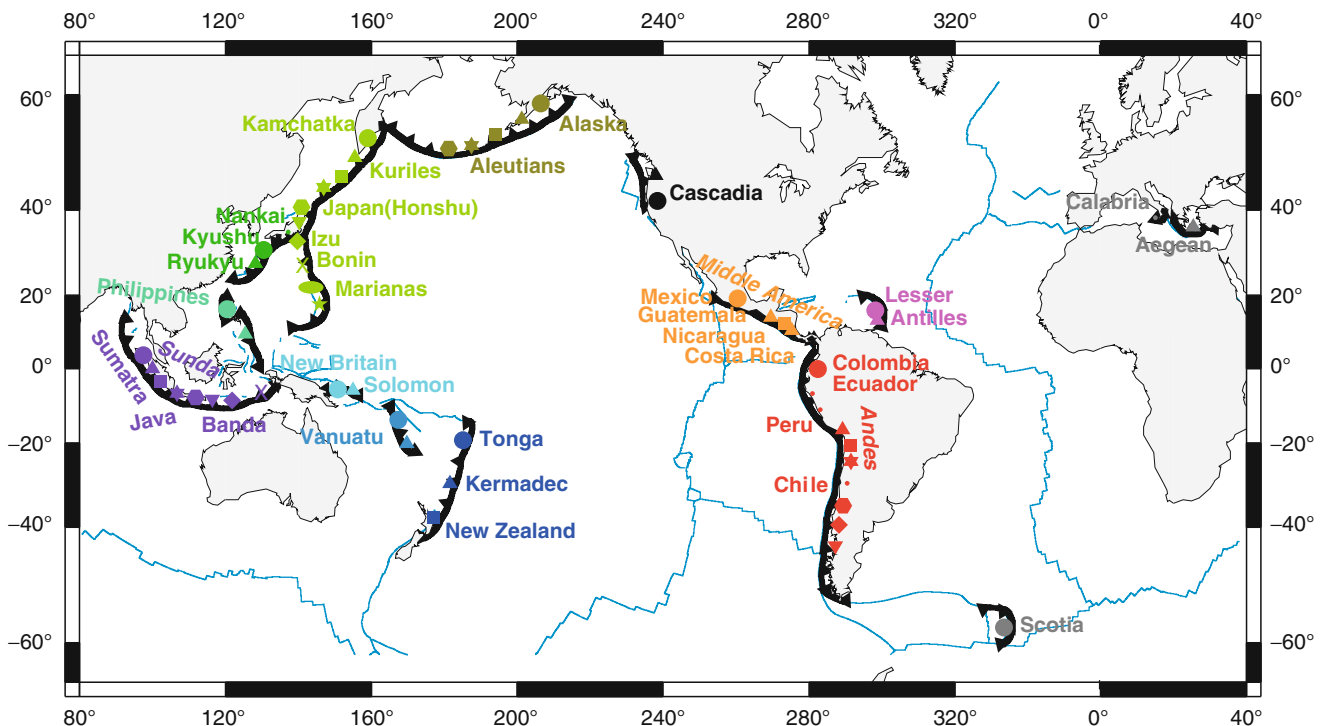 80° 120° 160° 200° 240° 280° 320° 0° 40°
60° 60°
Kamchatka Alaska
Kuriles Aleutians
Cascadia
40° Nankai Japan(Honshu) Calabria 40°
Kyushu Izu Aegean
Ryukyu Bonin
Philippines Marianas Middle America
20° Mexico Lesser 20°
Guatemala Antilles
Nicaragua
Sumatra Sunda New Britain Costa Rica
0° Colombia 0°
Solomon Ecuador
Java Banda Peru Andes
−20° Vanuatu Tonga −20°
Kermadec Chile
−40° New Zealand −40°
Scotia
−60° −60°
80° 120° 160° 200° 240° 280° 320° 0° 40°